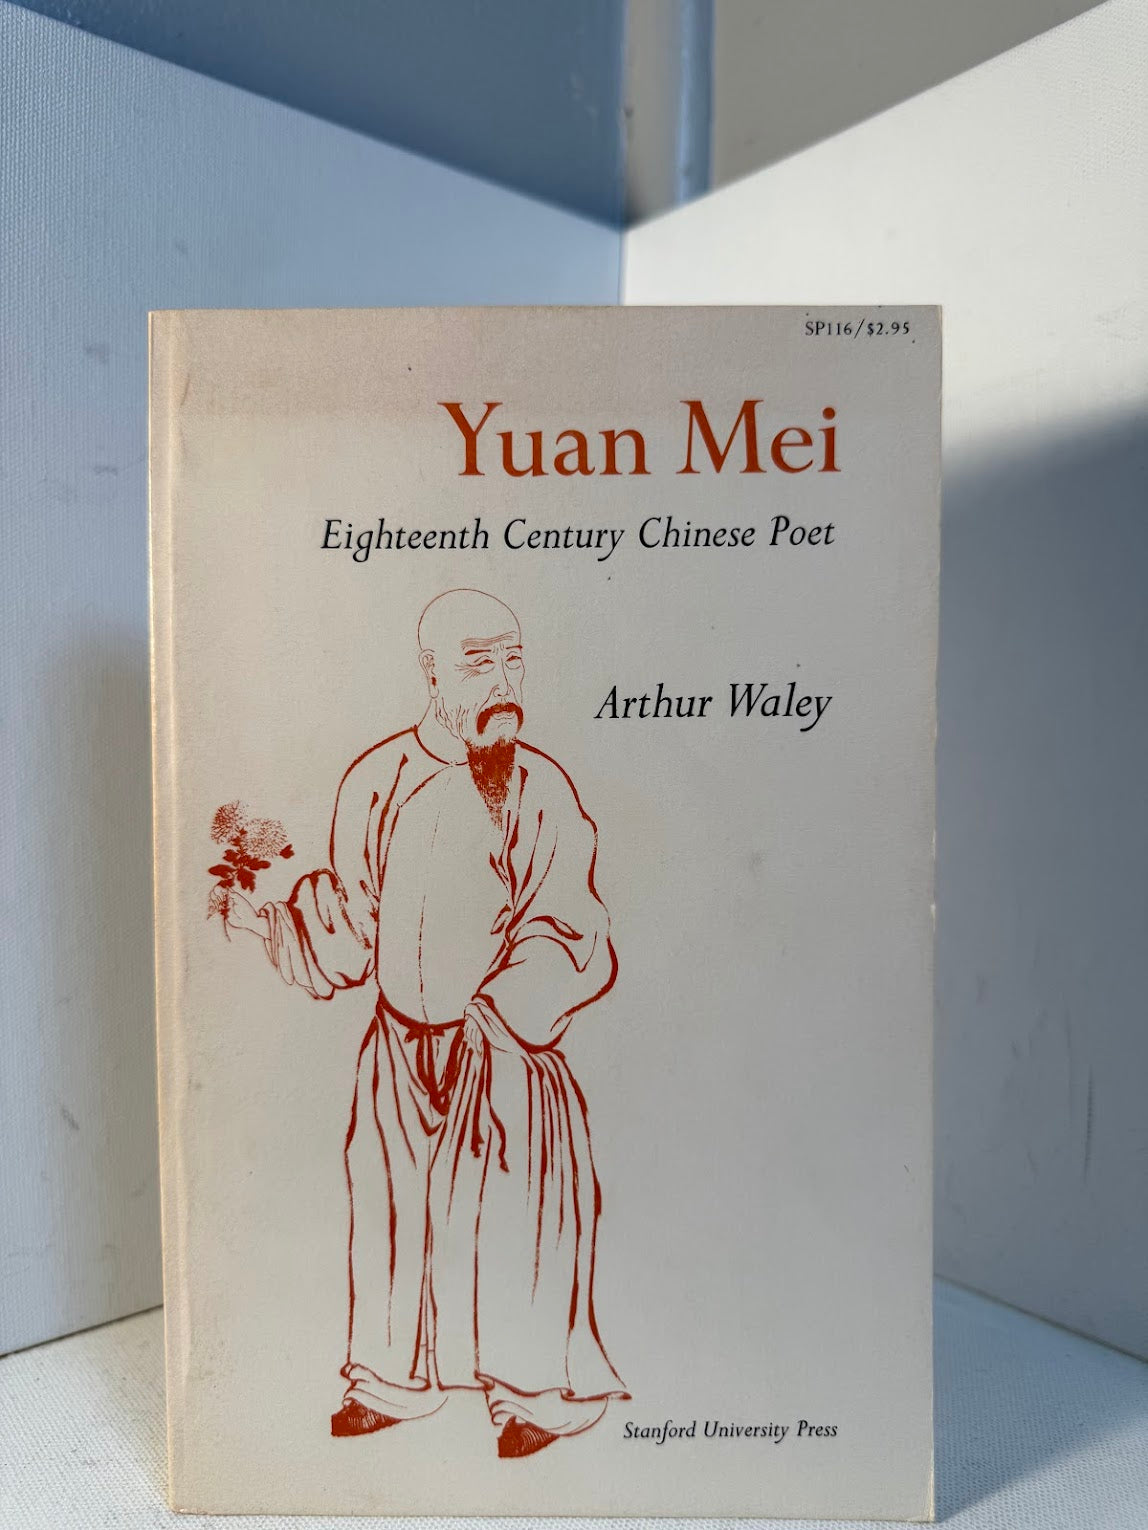 SP116/$2.95
Yuan Mei
Eighteenth Century Chinese Poet
Arthur Waley
Stanford University Press